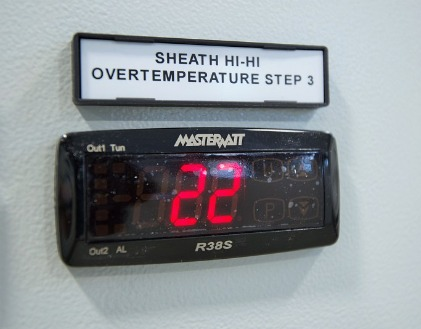 SHEATH HI-HI
OVERTEMPERATURE STEP 3
MASTERWATT
Out1 Tun
22
P
Out2 AL
R38S